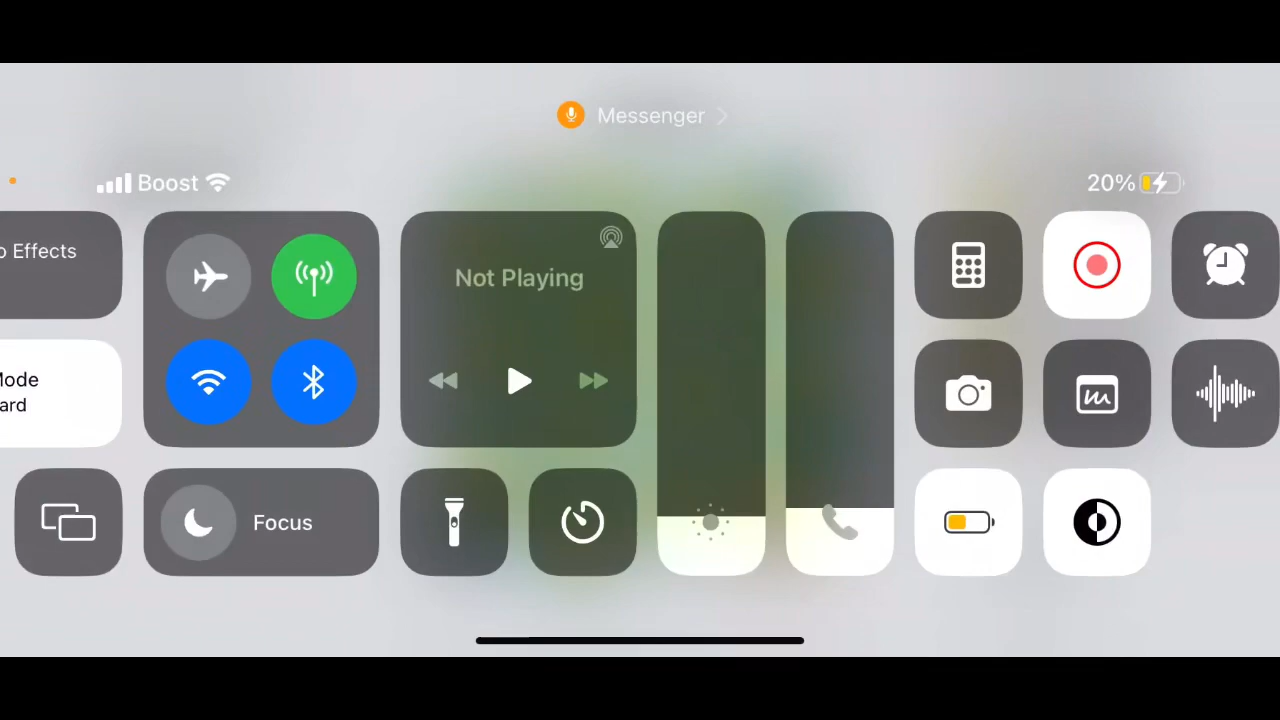 Messenger
Boost
20%
o Effects
Not Playing
Mode
ard
Focus